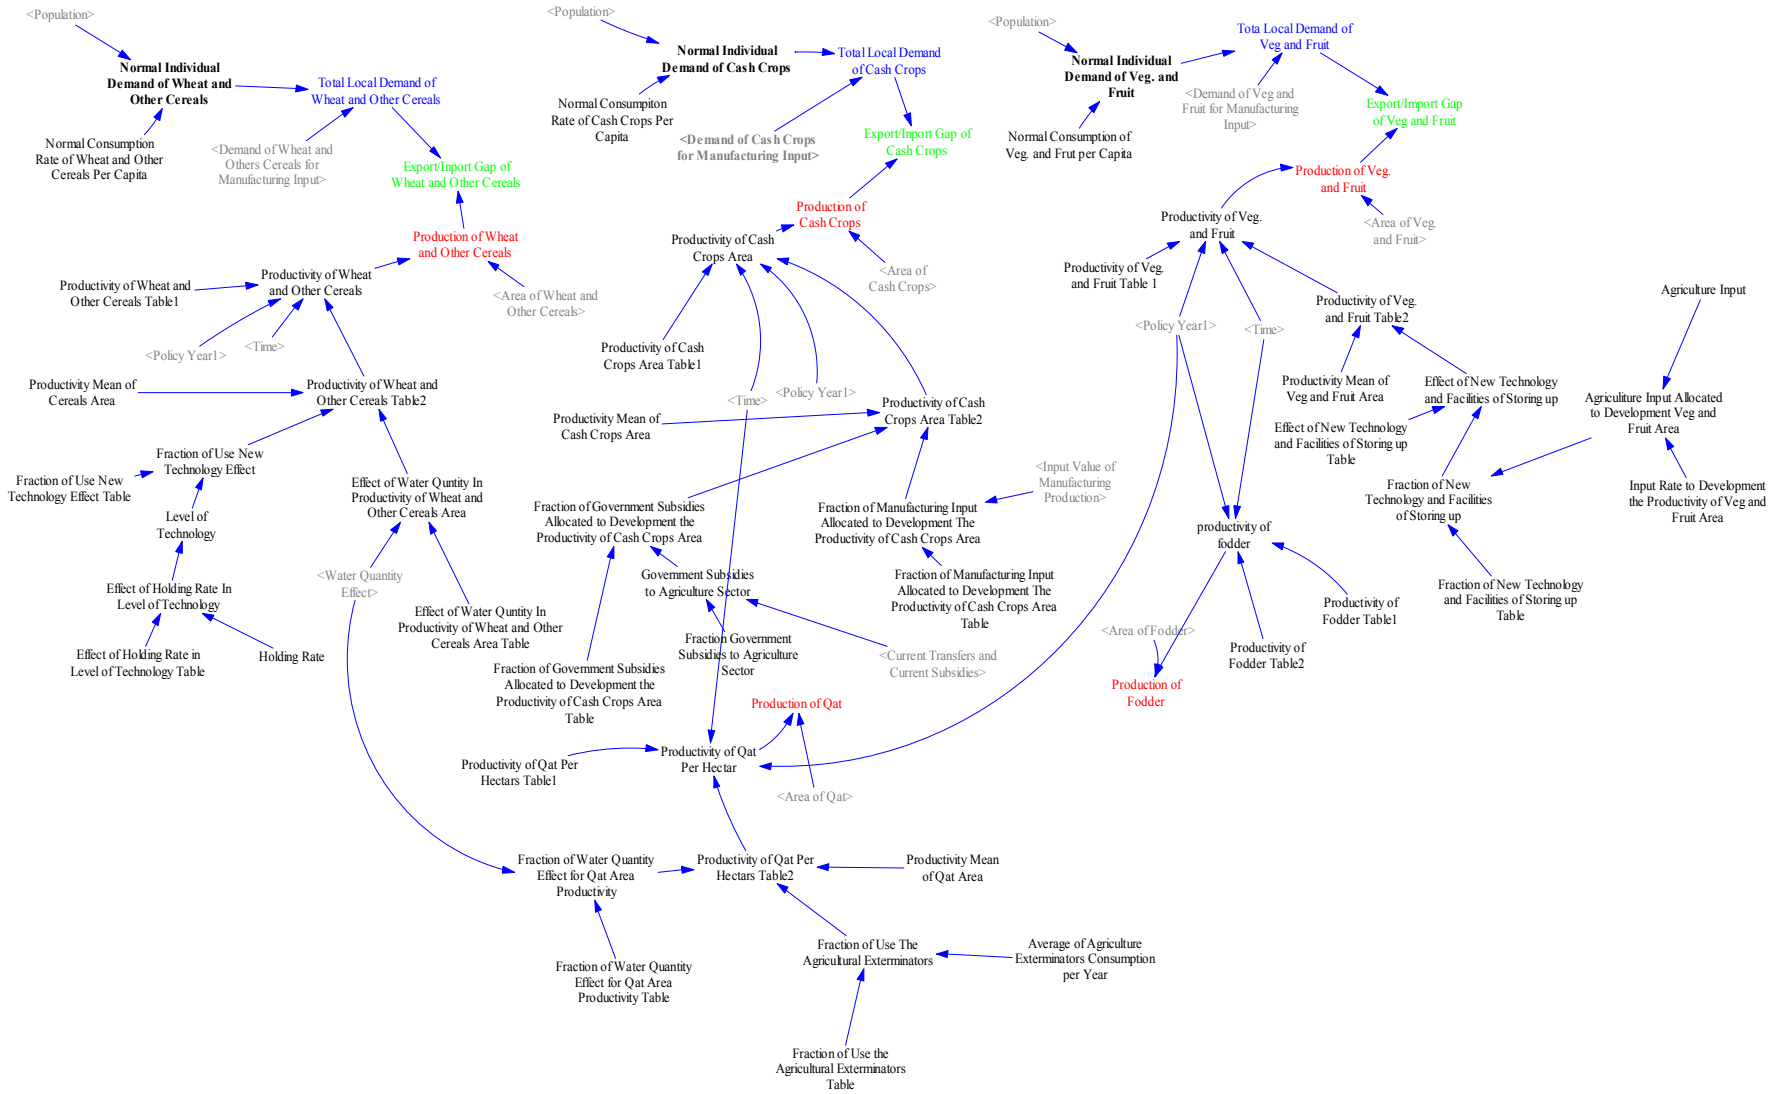 <Population>
Normal Individual
Demand of Wheat and
Other Cereals
Total Local Demand of
Wheat and Other Cereals
Normal Consumption
Rate of Wheat and Other
Cereals Per Capita
<Demand of Wheat and
Others Cereals for
Manufacturing Input>
Export/Inport Gap of
Wheat and Other Cereals
Production of Wheat
and Other Cereals
<Area of Wheat and
Other Cereals>
Productivity of Wheat
and Other Cereals
Productivity of Wheat and
Other Cereals Table1
<Policy Year1>
<Time>
Productivity Mean of
Cereals Area
Productivity of Wheat and
Other Cereals Table2
Fraction of Use New
Technology Effect
Fraction of Use New
Technology Effect Table
Level of
Technology
Effect of Holding Rate In
Level of Technology
Effect of Holding Rate in
Level of Technology Table
Holding Rate
Effect of Water Quntity In
Productivity of Wheat and
Other Cereals Area
<Water Quantity
Effect>
Effect of Water Quntity In
Productivity of Wheat and Other
Cereals Area Table
<Population>
Normal Individual
Demand of Cash Crops
Total Local Demand
of Cash Crops
Normal Consumpiton
Rate of Cash Crops Per
Capita
<Demand of Cash Crops
for Manufacturing Input>
Export/Inport Gap of
Cash Crops
Production of
Cash Crops
<Area of
Cash Crops>
Productivity of Cash
Crops Area
Productivity of Cash
Crops Area Table1
<Time>
<Policy Year1>
Productivity Mean of
Cash Crops Area
Productivity of Cash
Crops Area Table2
Fraction of Government Subsidies
Allocated to Development the
Productivity of Cash Crops Area
Fraction of Manufacturing Input
Allocated to Development The
Productivity of Cash Crops Area
<Input Value of
Manufacturing
Production>
Government Subsidies
to Agriculture Sector
Fraction of Manufacturing Input
Allocated to Development The
Productivity of Cash Crops Area
Table
Fraction Government
Subsidies to Agriculture
Sector
<Current Transfers and
Current Subsidies>
Fraction of Government Subsidies
Allocated to Development the
Productivity of Cash Crops Area
Table
Production of Qat
Productivity of Qat
Per Hectar
Productivity of Qat Per
Hectars Table1
<Area of Qat>
Fraction of Water Quantity
Effect for Qat Area
Productivity
Productivity of Qat Per
Hectars Table2
Productivity Mean
of Qat Area
Fraction of Water Quantity
Effect for Qat Area
Productivity Table
Fraction of Use The
Agricultural Exterminators
Average of Agriculture
Exterminators Consumption
per Year
Fraction of Use the
Agricultural Exterminators
Table
<Population>
Normal Individual
Demand of Veg. and
Fruit
Tota Local Demand of
Veg and Fruit
Normal Consumption of
Veg. and Frut per Capita
<Demand of Veg and
Fruit for Manufacturing
Input>
Export/Import Gap
of Veg and Fruit
Production of Veg.
and Fruit
<Area of Veg.
and Fruit>
Productivity of Veg.
and Fruit
Productivity of Veg.
and Fruit Table 1
<Policy Year1>
<Time>
Productivity of Veg.
and Fruit Table2
Productivity Mean of
Veg and Fruit Area
Effect of New Technology
and Facilities of Storing up
Effect of New Technology
and Facilities of Storing up
Table
Agriculture Input
Agriculiture Input Allocated
to Development Veg and
Fruit Area
Fraction of New
Technology and Facilities
of Storing up
Input Rate to Development
the Productivity of Veg and
Fruit Area
Fraction of New Technology
and Facilities of Storing up
Table
productivity of
fodder
Productivity of
Fodder Table1
Productivity of
Fodder Table2
<Area of Fodder>
Production of
Fodder